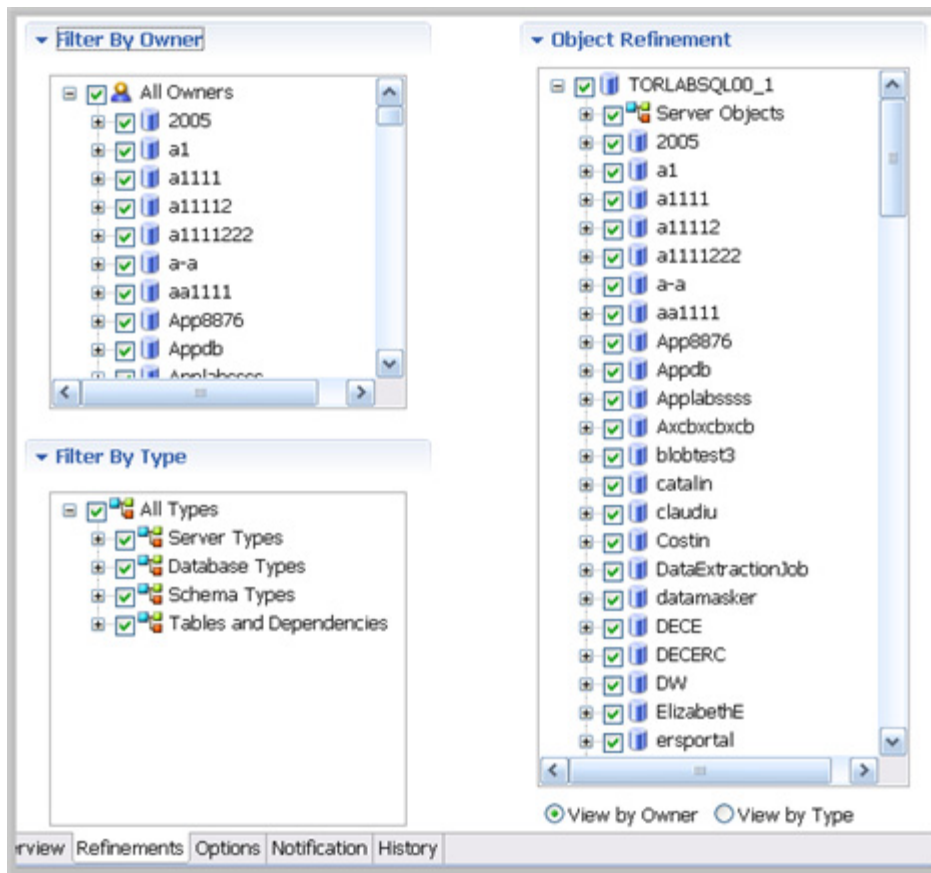 Filter By Owner
All Owners
2005
a1
a1111
a11112
a1111222
a-a
aa1111
App8876
Appdb
Applabssss
Filter By Type
All Types
Server Types
Database Types
Schema Types
Tables and Dependencies
Object Refinement
TORLABSQL00_1
Server Objects
2005
a1
a1111
a11112
a1111222
a-a
aa1111
App8876
Appdb
Applabssss
Axcbxcbxcb
blobtest3
catalin
claudiu
Costin
DataExtractionJob
datamasker
DECE
DECERC
DW
ElizabethE
ersportal
View by Owner View by Type
rview Refinements Options Notification History